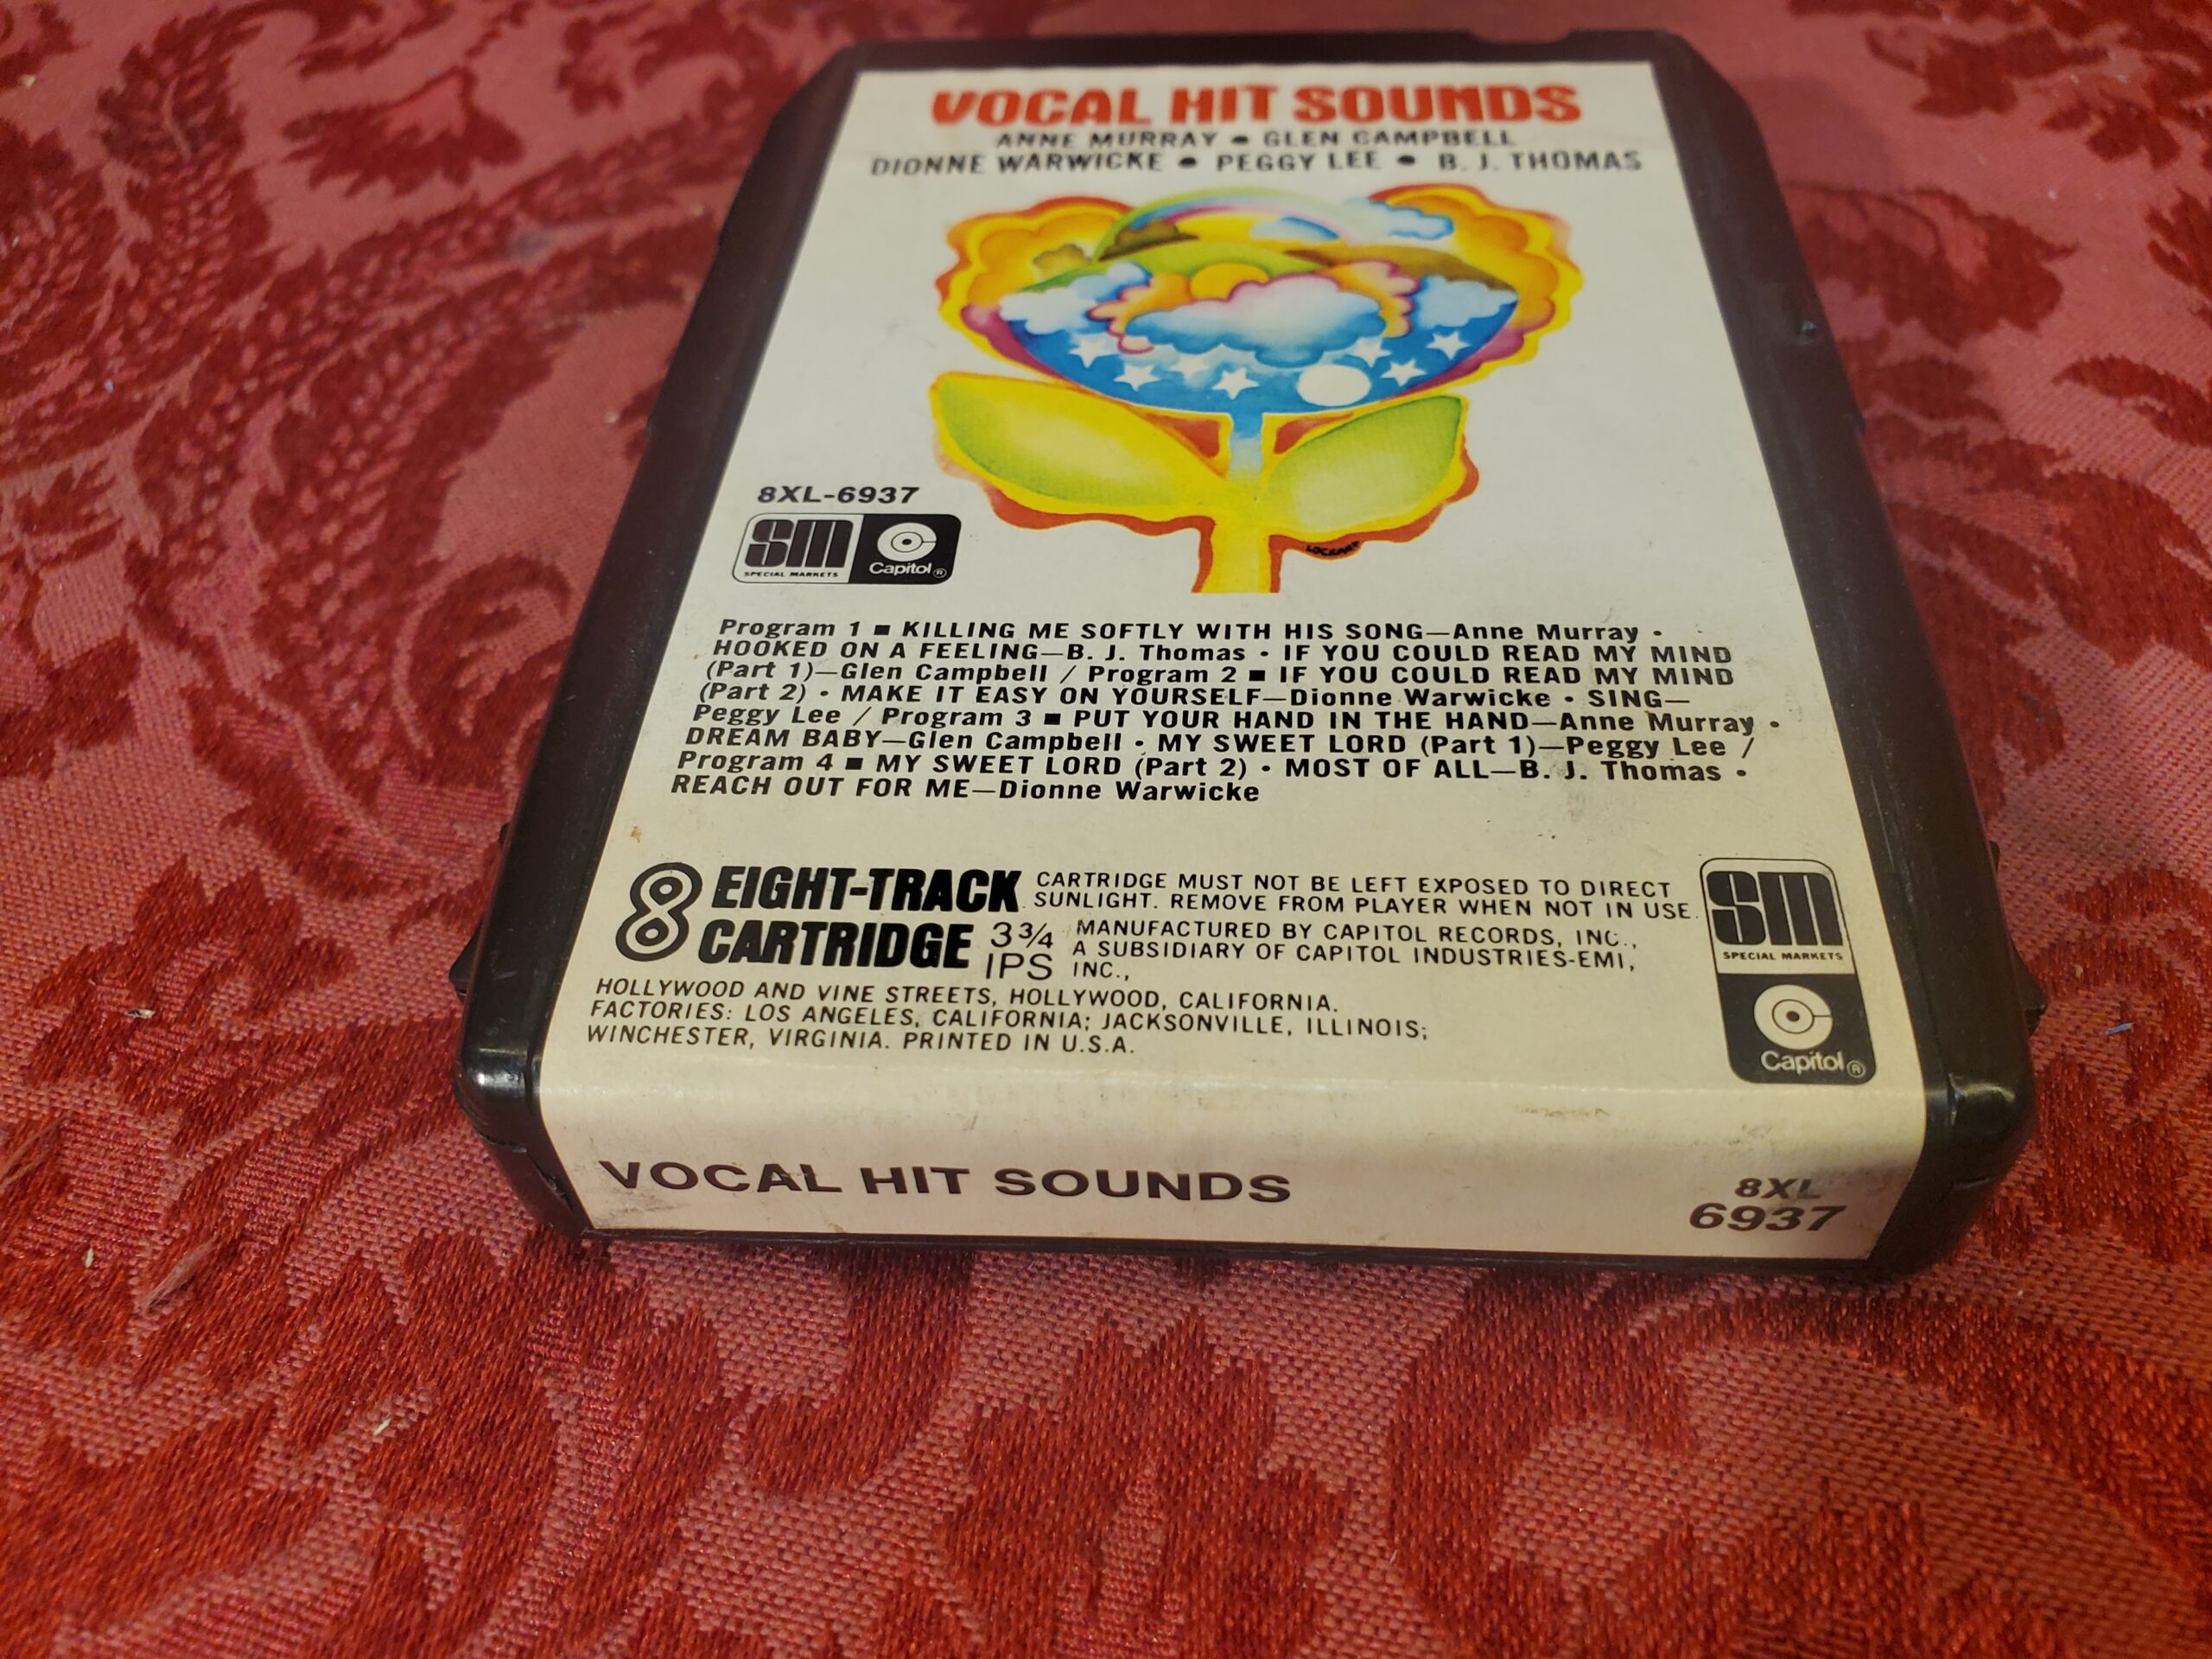 VOCAL HIT SOUNDS
ANNE MURRAY • GLEN CAMPBELL
DIONNE WARWICKE • PEGGY LEE • B. J. THOMAS
LOCKART
8XL-6937
sm
SPECIAL MARKETS
Capitol®
Program 1 ■ KILLING ME SOFTLY WITH HIS SONG—Anne Murray •
HOOKED ON A FEELING—B. J. Thomas • IF YOU COULD READ MY MIND
(Part 1)—Glen Campbell / Program 2 ■ IF YOU COULD READ MY MIND
(Part 2) • MAKE IT EASY ON YOURSELF—Dionne Warwicke • SING—
Peggy Lee / Program 3 ■ PUT YOUR HAND IN THE HAND—Anne Murray •
DREAM BABY—Glen Campbell • MY SWEET LORD (Part 1)—Peggy Lee /
Program 4 ■ MY SWEET LORD (Part 2) • MOST OF ALL—B. J. Thomas •
REACH OUT FOR ME—Dionne Warwicke
8 EIGHT-TRACK
CARTRIDGE
3¾
IPS
CARTRIDGE MUST NOT BE LEFT EXPOSED TO DIRECT
SUNLIGHT. REMOVE FROM PLAYER WHEN NOT IN USE.
MANUFACTURED BY CAPITOL RECORDS, INC.,
A SUBSIDIARY OF CAPITOL INDUSTRIES-EMI,
INC.,
HOLLYWOOD AND VINE STREETS, HOLLYWOOD, CALIFORNIA.
FACTORIES: LOS ANGELES, CALIFORNIA; JACKSONVILLE, ILLINOIS;
WINCHESTER, VIRGINIA. PRINTED IN U.S.A.
sm
SPECIAL MARKETS
Capitol®
VOCAL HIT SOUNDS
8XL
6937